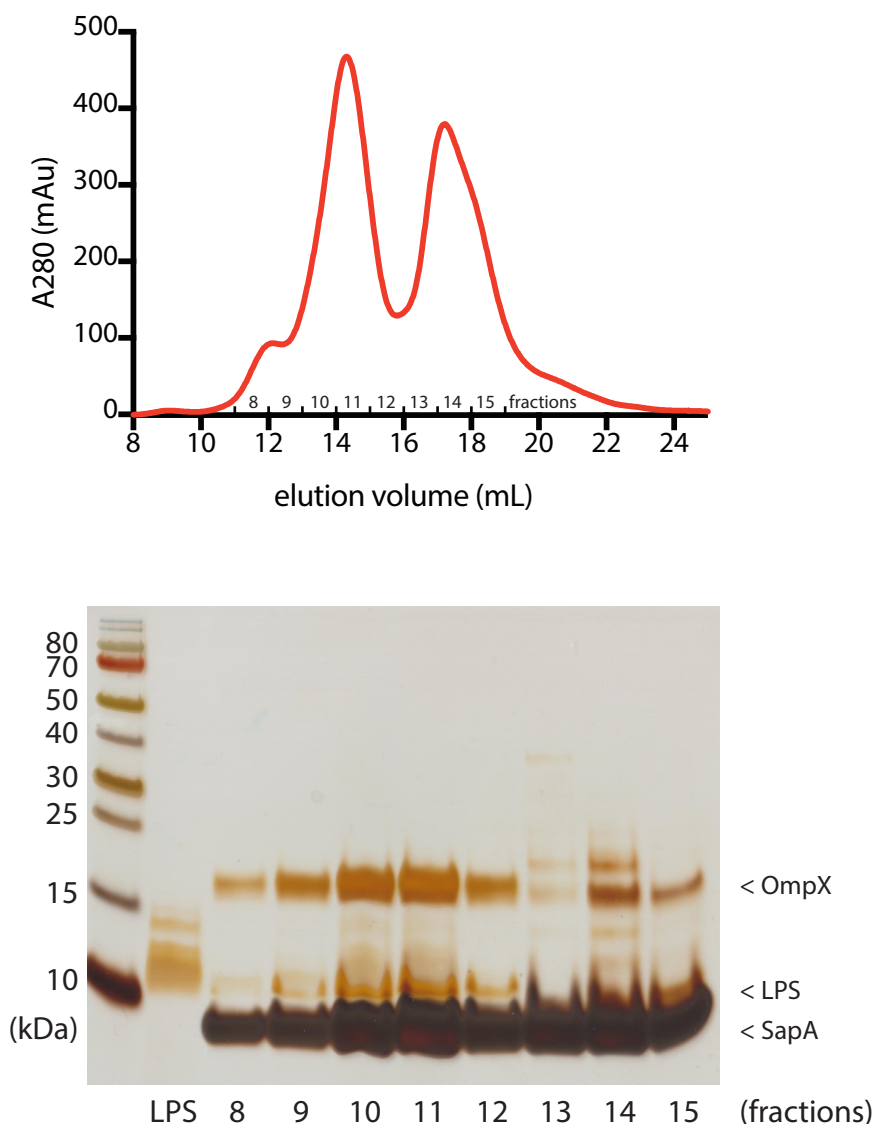 500
400
300
200
100
0
A280 (mAu)
8 9 10 11 12 13 14 15 fractions
8 10 12 14 16 18 20 22 24
elution volume (mL)
80
70
50
40
30
25
15 < OmpX
10 < LPS
(kDa) < SapA
LPS 8 9 10 11 12 13 14 15 (fractions)